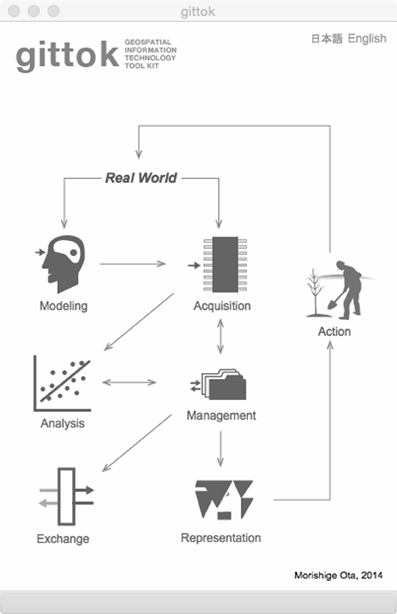 gittok
日本語 English
gittok
GEOSPATIAL
INFORMATION
TECHNOLOGY
TOOL KIT
Real World
Modeling
Acquisition
Action
Analysis
Management
Exchange
Representation
Morishige Ota, 2014